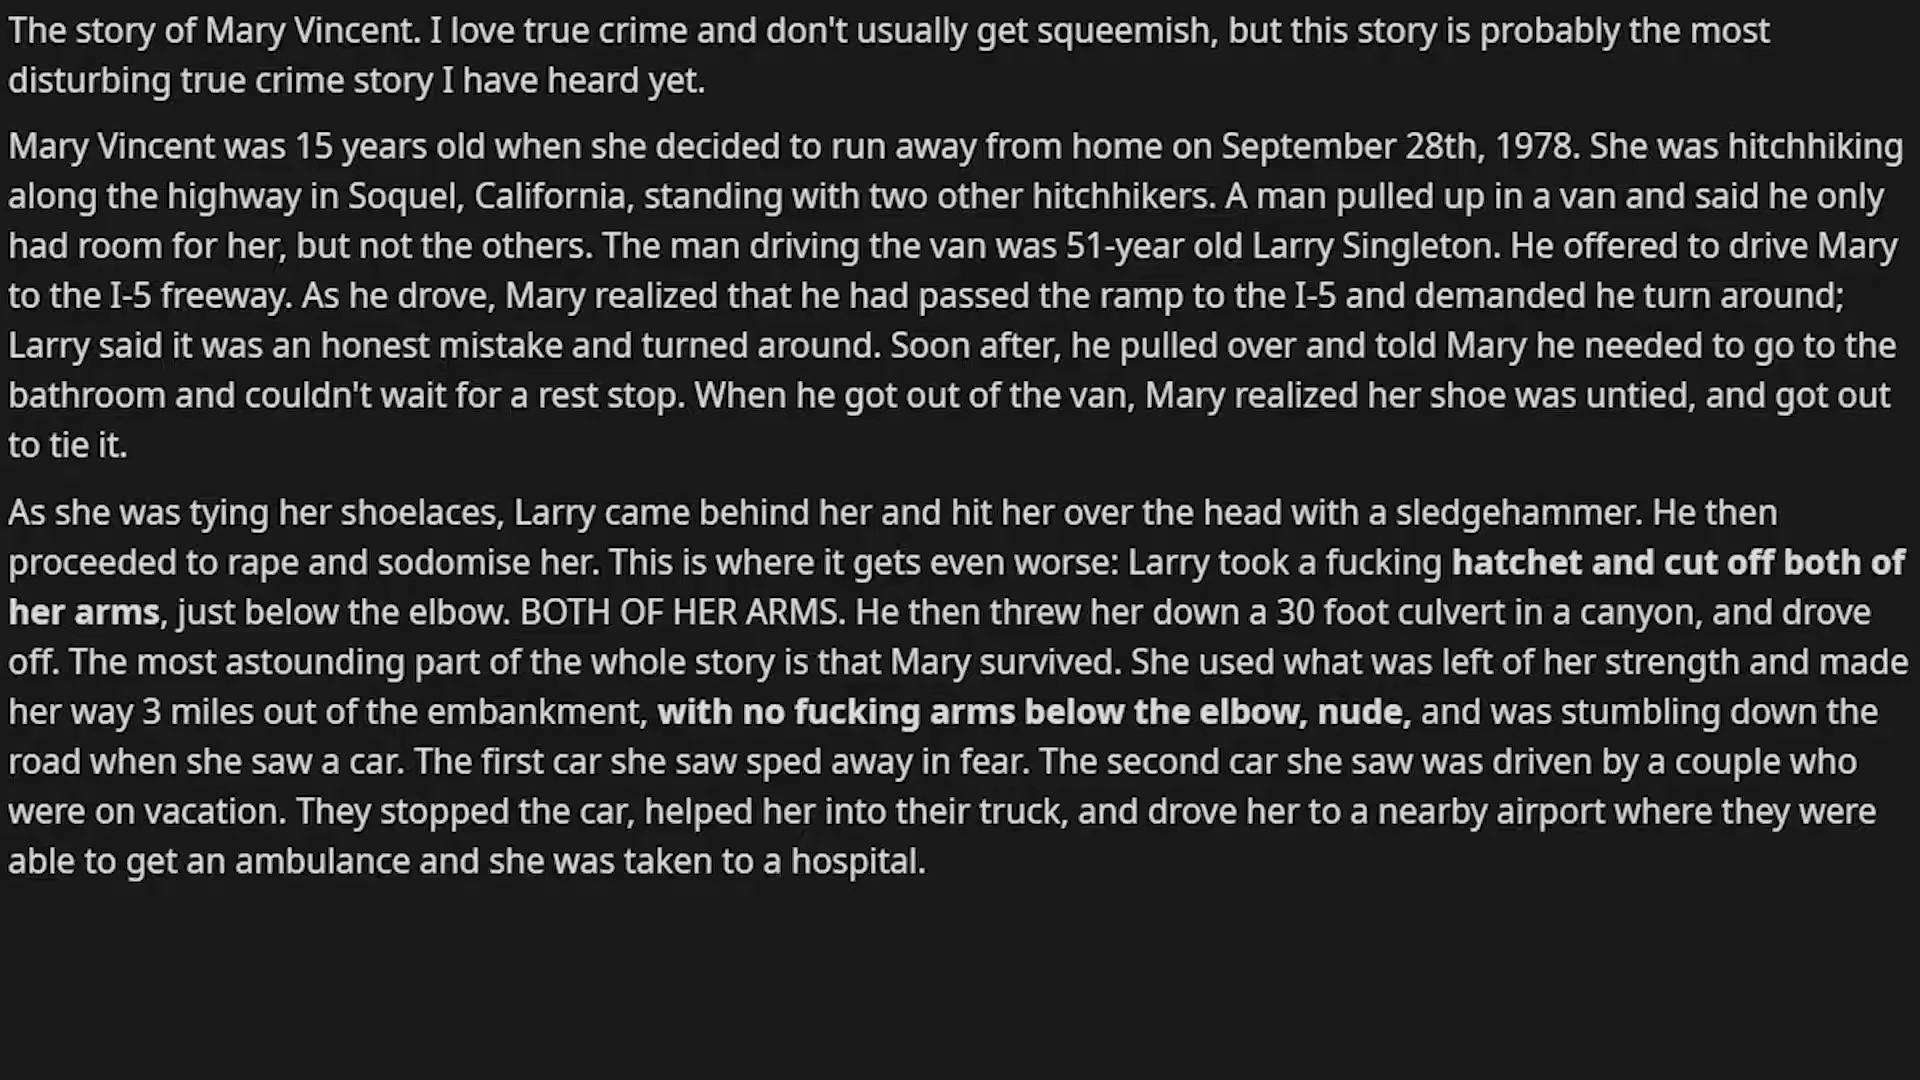 The story of Mary Vincent. I love true crime and don't usually get squeemish, but this story is probably the most
disturbing true crime story I have heard yet.
Mary Vincent was 15 years old when she decided to run away from home on September 28th, 1978. She was hitchhiking
along the highway in Soquel, California, standing with two other hitchhikers. A man pulled up in a van and said he only
had room for her, but not the others. The man driving the van was 51-year old Larry Singleton. He offered to drive Mary
to the I-5 freeway. As he drove, Mary realized that he had passed the ramp to the I-5 and demanded he turn around;
Larry said it was an honest mistake and turned around. Soon after, he pulled over and told Mary he needed to go to the
bathroom and couldn't wait for a rest stop. When he got out of the van, Mary realized her shoe was untied, and got out
to tie it.
As she was tying her shoelaces, Larry came behind her and hit her over the head with a sledgehammer. He then
proceeded to rape and sodomise her. This is where it gets even worse: Larry took a fucking hatchet and cut off both of
her arms, just below the elbow. BOTH OF HER ARMS. He then threw her down a 30 foot culvert in a canyon, and drove
off. The most astounding part of the whole story is that Mary survived. She used what was left of her strength and made
her way 3 miles out of the embankment, with no fucking arms below the elbow, nude, and was stumbling down the
road when she saw a car. The first car she saw sped away in fear. The second car she saw was driven by a couple who
were on vacation. They stopped the car, helped her into their truck, and drove her to a nearby airport where they were
able to get an ambulance and she was taken to a hospital.